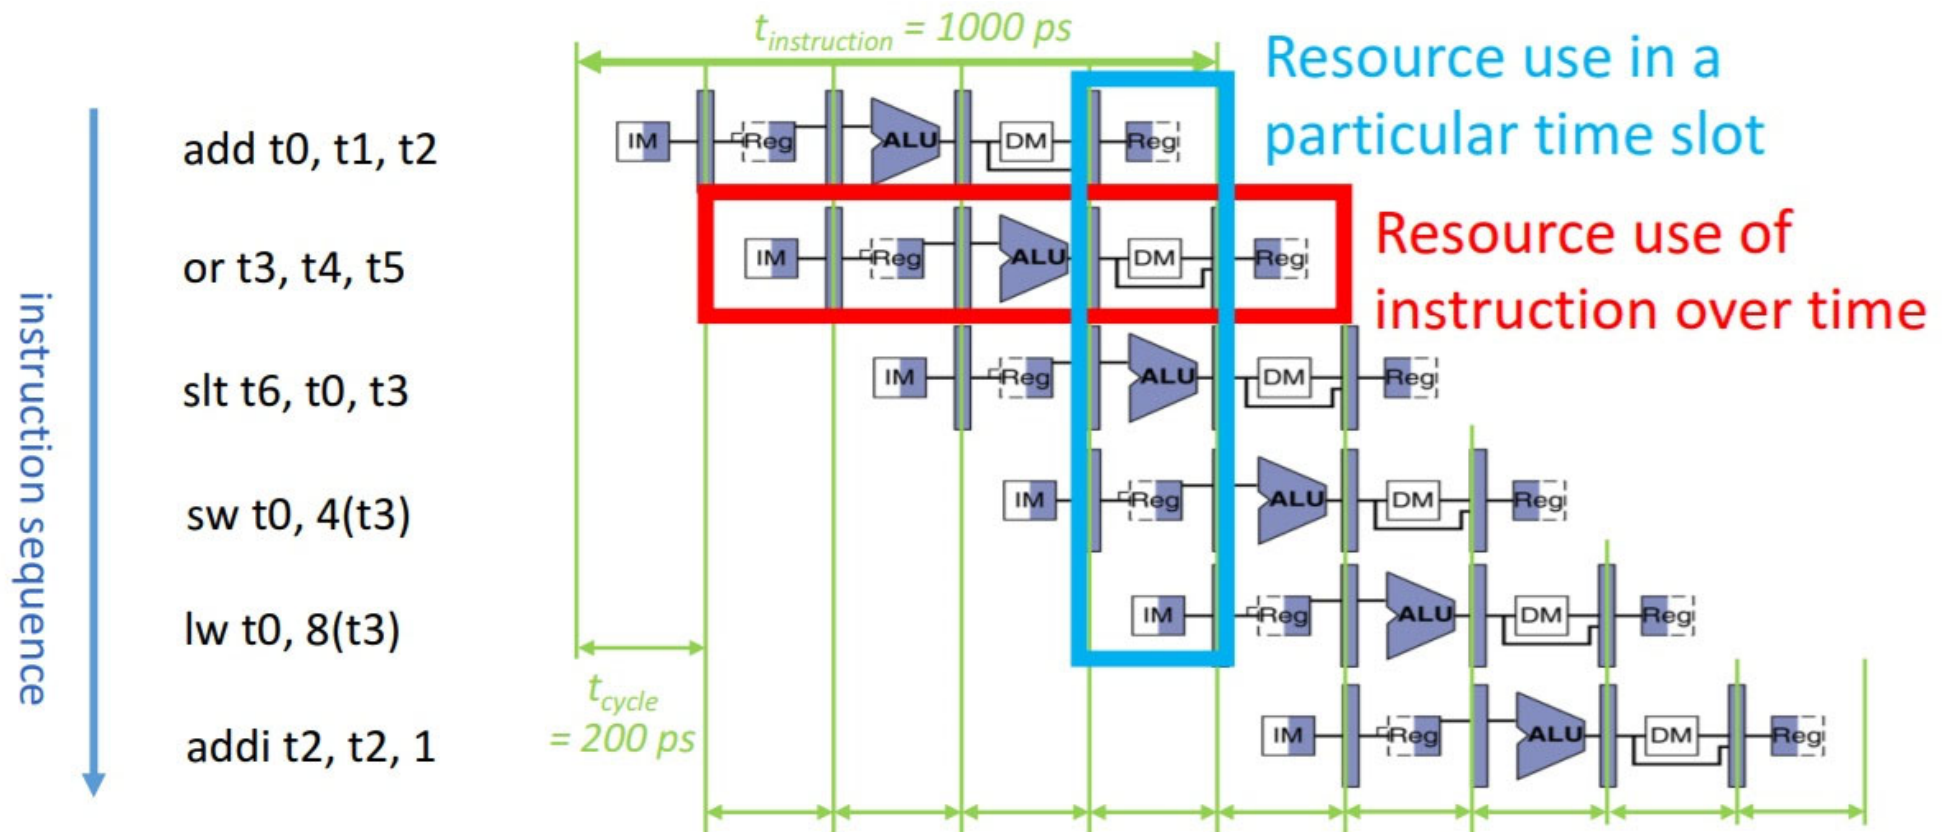 t_instruction = 1000 ps
Resource use in a
particular time slot
add t0, t1, t2
IM Reg ALU DM Reg
or t3, t4, t5
IM Reg ALU DM Reg
Resource use of
instruction over time
slt t6, t0, t3
IM Reg ALU DM Reg
sw t0, 4(t3)
IM Reg ALU DM Reg
lw t0, 8(t3)
IM Reg ALU DM Reg
t_cycle
= 200 ps
addi t2, t2, 1
IM Reg ALU DM Reg
instruction sequence